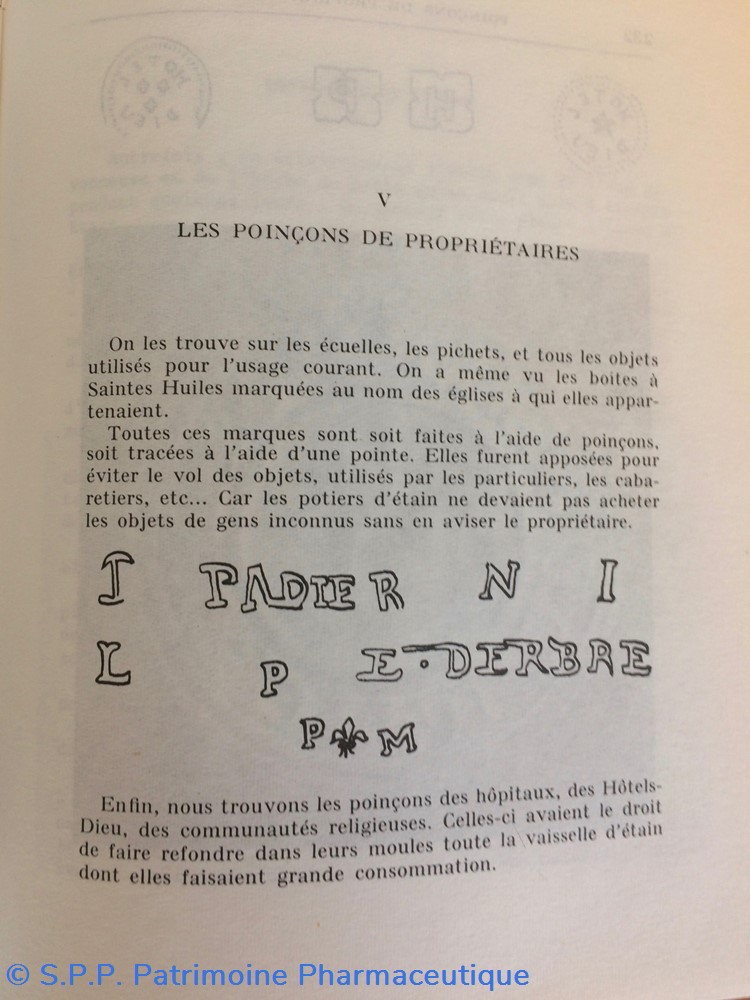 V
LES POINÇONS DE PROPRIÉTAIRES
On les trouve sur les écuelles, les pichets, et tous les objets
utilisés pour l'usage courant. On a même vu les boîtes à
Saintes Huiles marquées au nom des églises à qui elles appar-
tenaient.
Toutes ces marques sont soit faites à l'aide de poinçons,
soit tracées à l'aide d'une pointe. Elles furent apposées pour
éviter le vol des objets, utilisés par les particuliers, les caba-
retiers, etc... Car les potiers d'étain ne devaient pas acheter
les objets de gens inconnus sans en aviser le propriétaire.
PADIER N I
L P E·DERBRE
P M
Enfin, nous trouvons les poinçons des hôpitaux, des Hôtels-
Dieu, des communautés religieuses. Celles-ci avaient le droit
de faire refondre dans leurs moules toute la vaisselle d'étain
dont elles faisaient grande consommation.
© S.P.P. Patrimoine Pharmaceutique